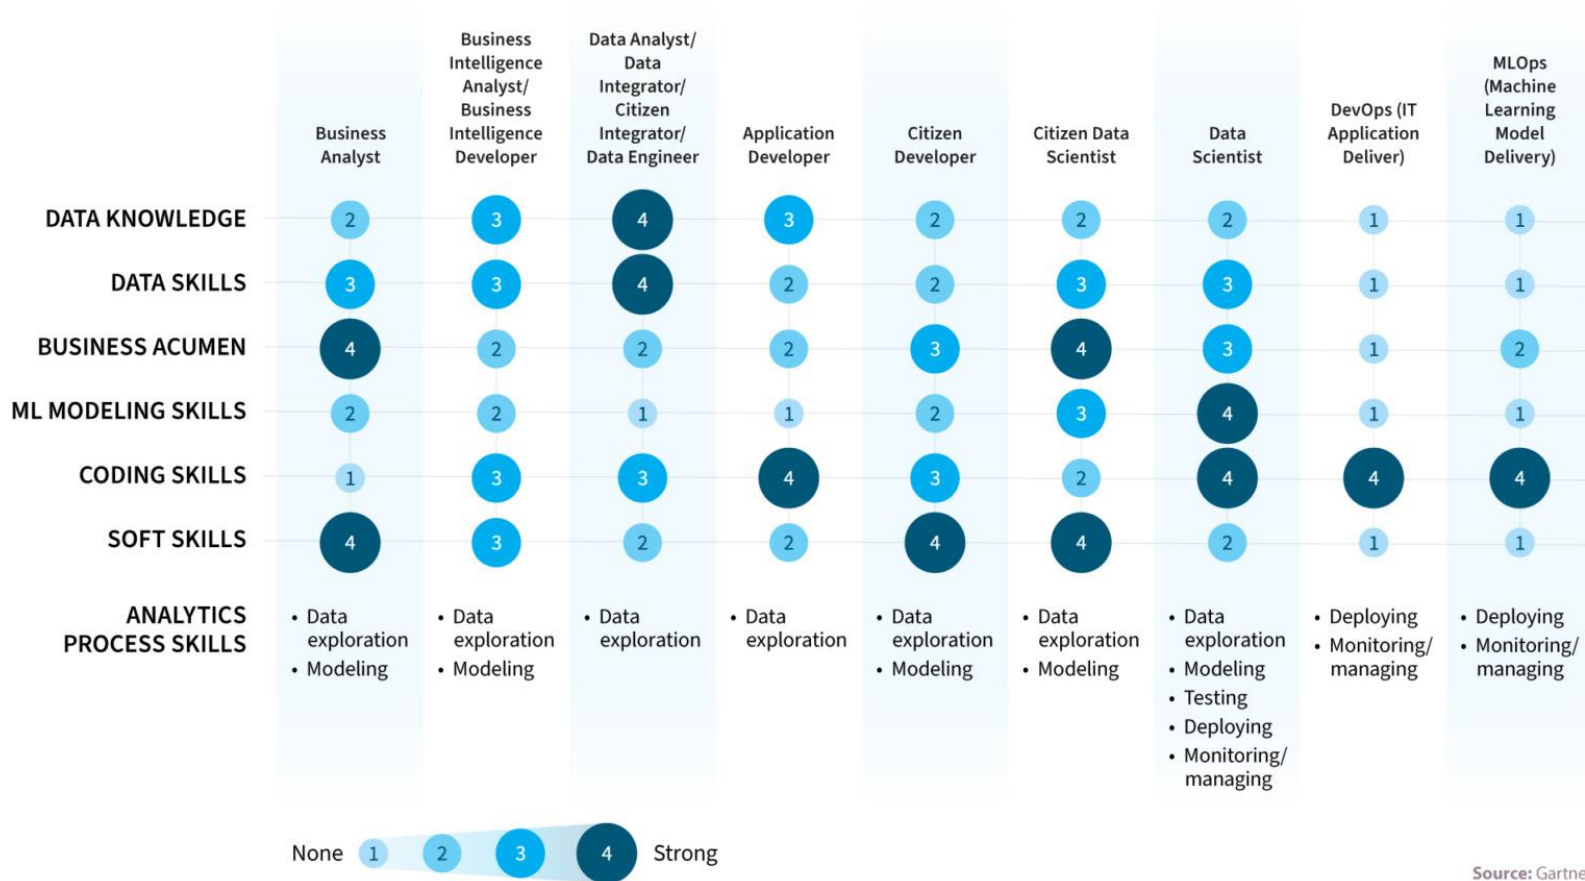 Business
Analyst
Business
Intelligence
Analyst/
Business
Intelligence
Developer
Data Analyst/
Data
Integrator/
Citizen
Integrator/
Data Engineer
Application
Developer
Citizen
Developer
Citizen Data
Scientist
Data
Scientist
DevOps (IT
Application
Deliver)
MLOps
(Machine
Learning
Model
Delivery)
DATA KNOWLEDGE 2 3 4 3 2 2 2 1 1
DATA SKILLS 3 3 4 2 2 3 3 1 1
BUSINESS ACUMEN 4 2 2 2 3 4 3 1 2
ML MODELING SKILLS 2 2 1 1 2 3 4 1 1
CODING SKILLS 1 3 3 4 3 2 4 4 4
SOFT SKILLS 4 3 2 2 4 4 2 1 1
ANALYTICS
PROCESS SKILLS
• Data
exploration
• Modeling
• Data
exploration
• Modeling
• Data
exploration
• Data
exploration
• Data
exploration
• Modeling
• Data
exploration
• Modeling
• Data
exploration
• Modeling
• Testing
• Deploying
• Monitoring/
managing
• Deploying
• Monitoring/
managing
• Deploying
• Monitoring/
managing
None 1 2 3 4 Strong
Source: Gartne